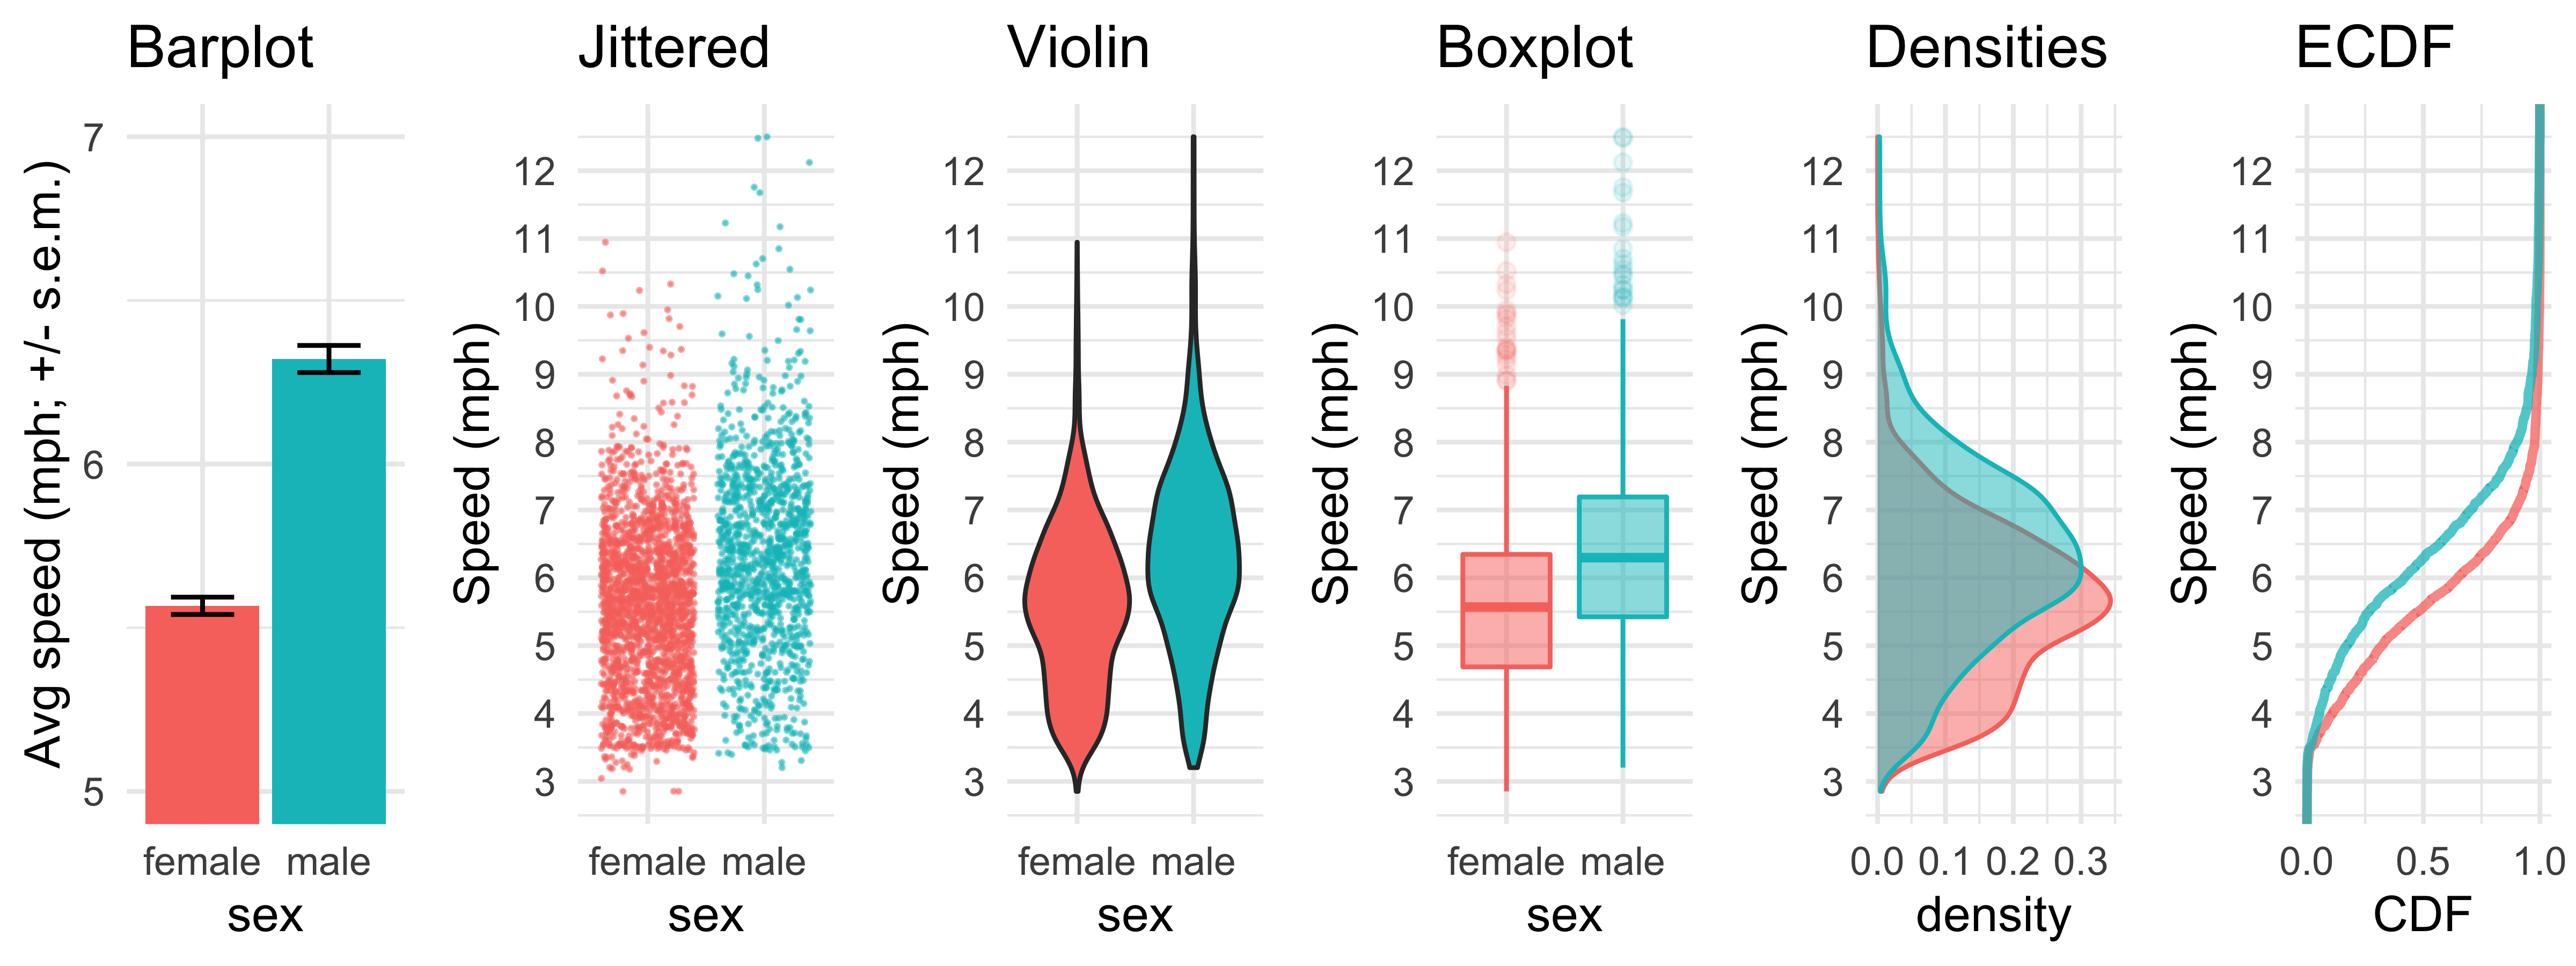 Barplot
Avg speed (mph; +/- s.e.m.)
7
6
5
female male
sex
Jittered
Speed (mph)
12
11
10
9
8
7
6
5
4
3
female male
sex
Violin
Speed (mph)
12
11
10
9
8
7
6
5
4
3
female male
sex
Boxplot
Speed (mph)
12
11
10
9
8
7
6
5
4
3
female male
sex
Densities
Speed (mph)
12
11
10
9
8
7
6
5
4
3
0.0 0.1 0.2 0.3
density
ECDF
Speed (mph)
12
11
10
9
8
7
6
5
4
3
0.0 0.5 1.0
CDF